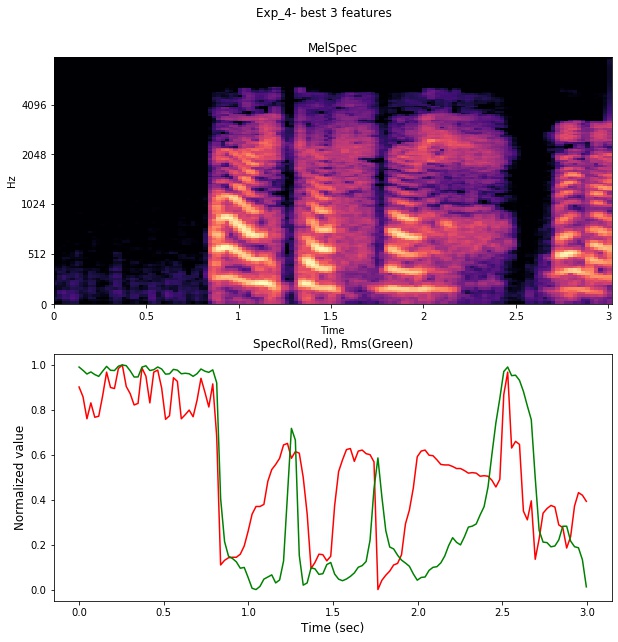 Exp_4- best 3 features
MelSpec
Hz
4096
2048
1024
512
0
0 0.5 1 1.5 2 2.5 3
Time
SpecRol(Red), Rms(Green)
Normalized value
1.0
0.8
0.6
0.4
0.2
0.0
0.0 0.5 1.0 1.5 2.0 2.5 3.0
Time (sec)